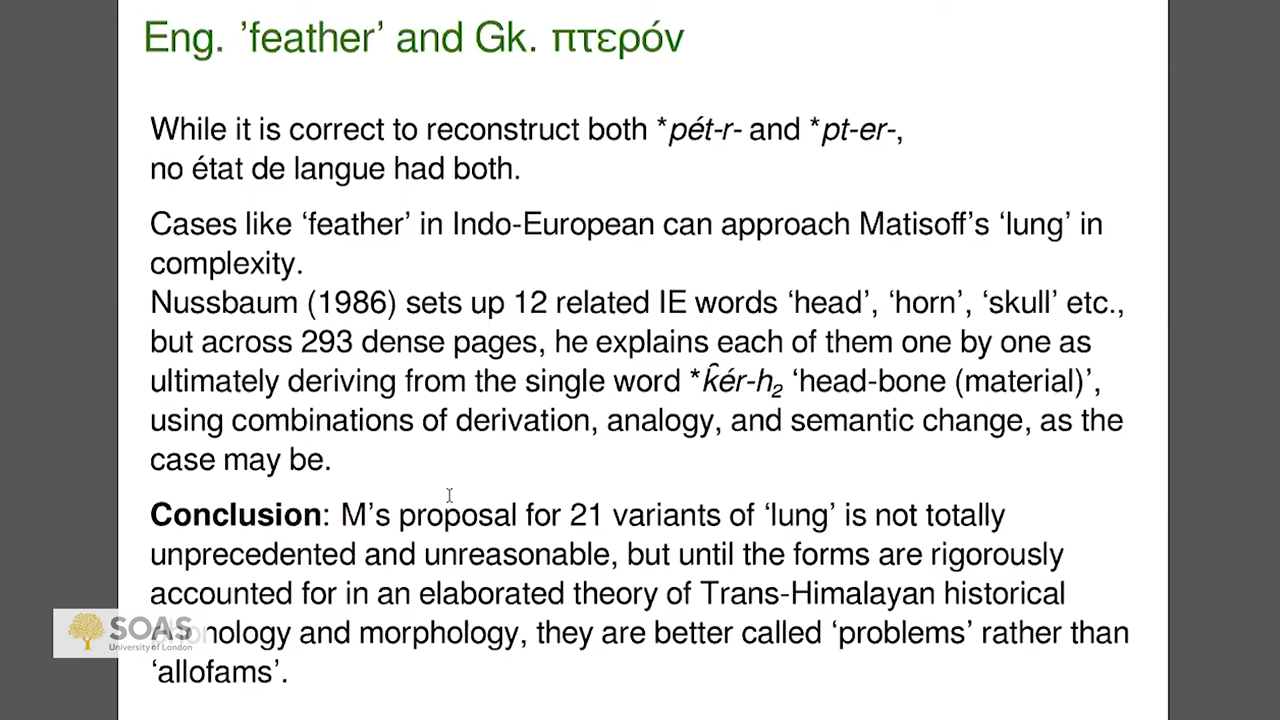 Eng. 'feather' and Gk. πτερόν
While it is correct to reconstruct both *pét-r- and *pt-er-,
no état de langue had both.
Cases like ‘feather’ in Indo-European can approach Matisoff’s ‘lung’ in
complexity.
Nussbaum (1986) sets up 12 related IE words ‘head’, ‘horn’, ‘skull’ etc.,
but across 293 dense pages, he explains each of them one by one as
ultimately deriving from the single word *k̑ér-h₂ ‘head-bone (material)’,
using combinations of derivation, analogy, and semantic change, as the
case may be.
Conclusion: M’s proposal for 21 variants of ‘lung’ is not totally
unprecedented and unreasonable, but until the forms are rigorously
accounted for in an elaborated theory of Trans-Himalayan historical
nology and morphology, they are better called ‘problems’ rather than
‘allofams’.
SOAS
University of London